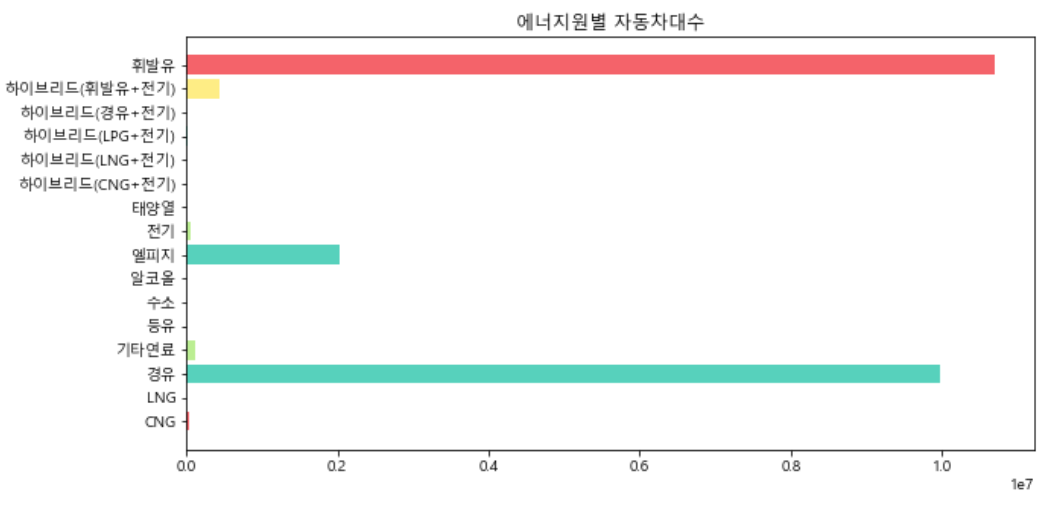 에너지원별 자동차대수
휘발유
하이브리드(휘발유+전기)
하이브리드(경유+전기)
하이브리드(LPG+전기)
하이브리드(LNG+전기)
하이브리드(CNG+전기)
태양열
전기
엘피지
알코올
수소
등유
기타연료
경유
LNG
CNG
0.0 0.2 0.4 0.6 0.8 1.0
1e7